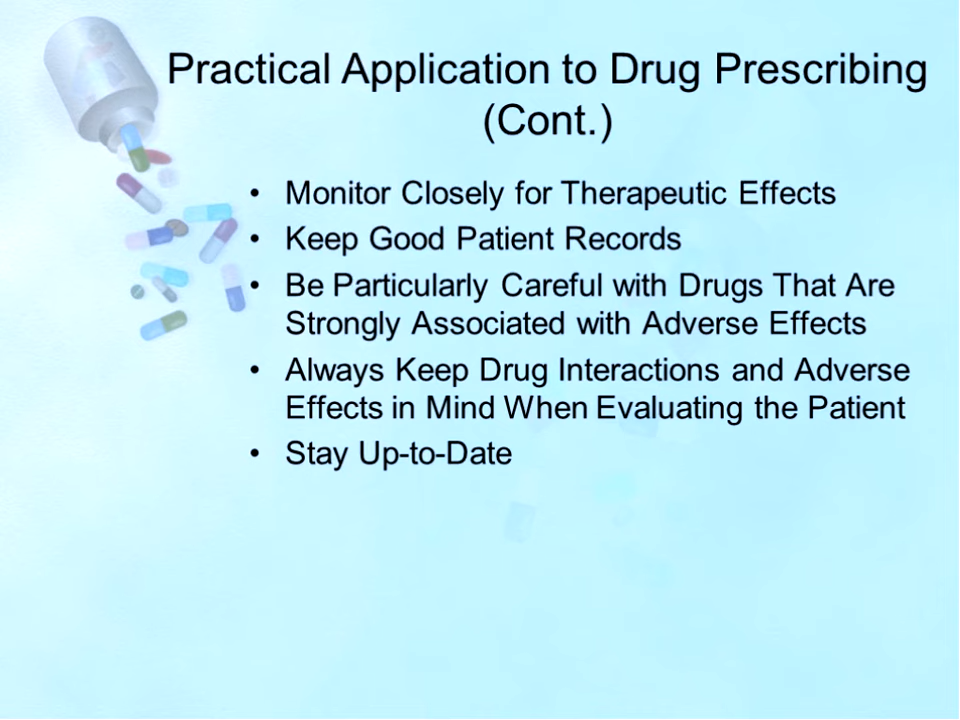 Practical Application to Drug Prescribing
(Cont.)
• Monitor Closely for Therapeutic Effects
• Keep Good Patient Records
• Be Particularly Careful with Drugs That Are
Strongly Associated with Adverse Effects
• Always Keep Drug Interactions and Adverse
Effects in Mind When Evaluating the Patient
• Stay Up-to-Date